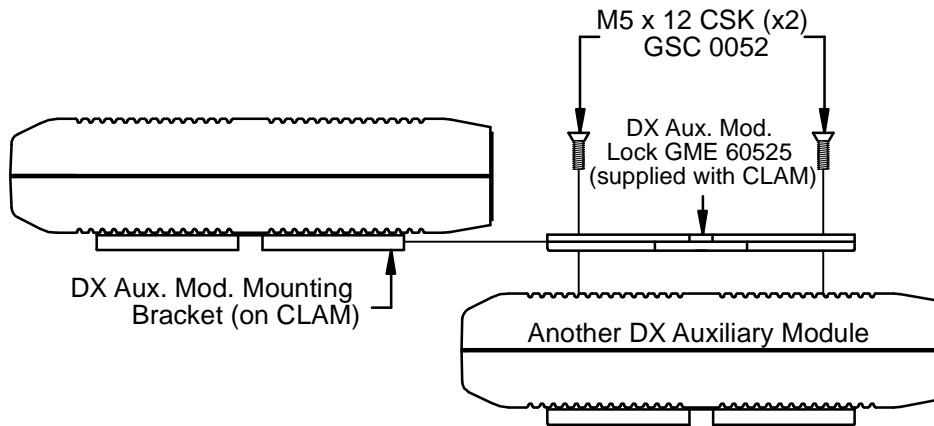 M5 x 12 CSK (x2)
GSC 0052
DX Aux. Mod.
Lock GME 60525
(supplied with CLAM)
DX Aux. Mod. Mounting
Bracket (on CLAM)
Another DX Auxiliary Module